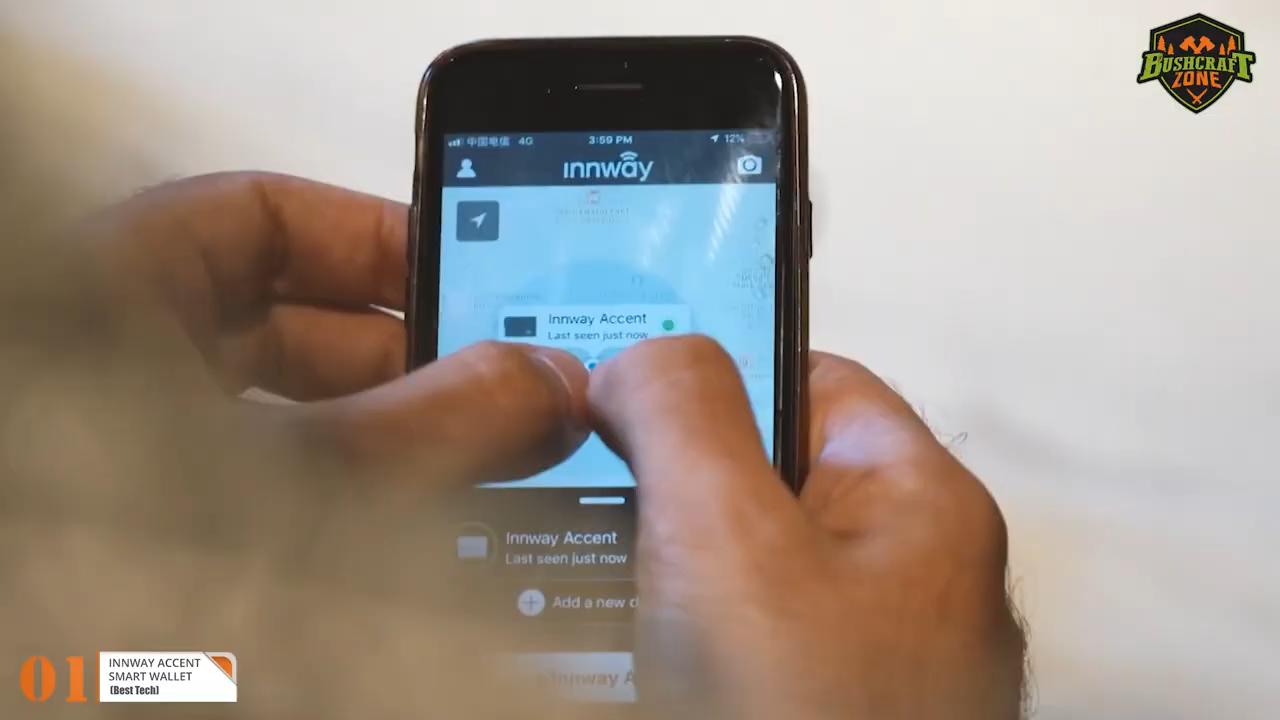 BUSHCRAFT
ZONE
中国电信 4G
3:59 PM
12%
innway
Innway Accent
Last seen just now
Innway Accent
Last seen just now
Add a new
Innway
01
INNWAY ACCENT
SMART WALLET
(Best Tech)